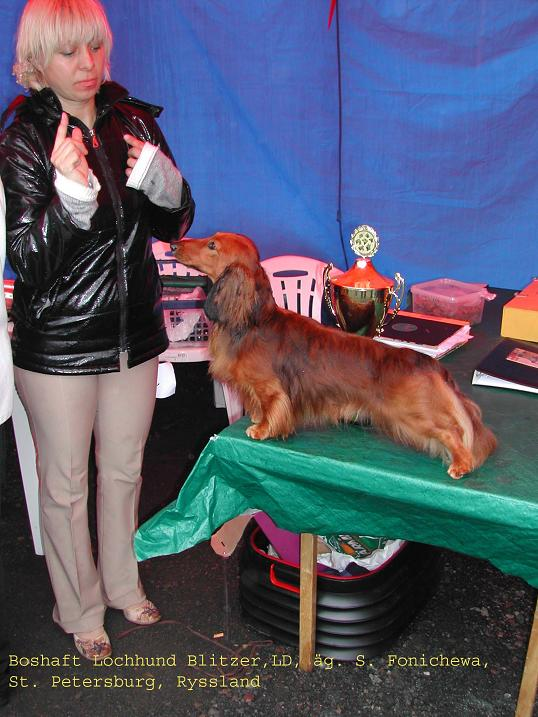 Boshaft Lochhund Blitzer,LD, äg. S. Fonichewa,
St. Petersburg, Ryssland